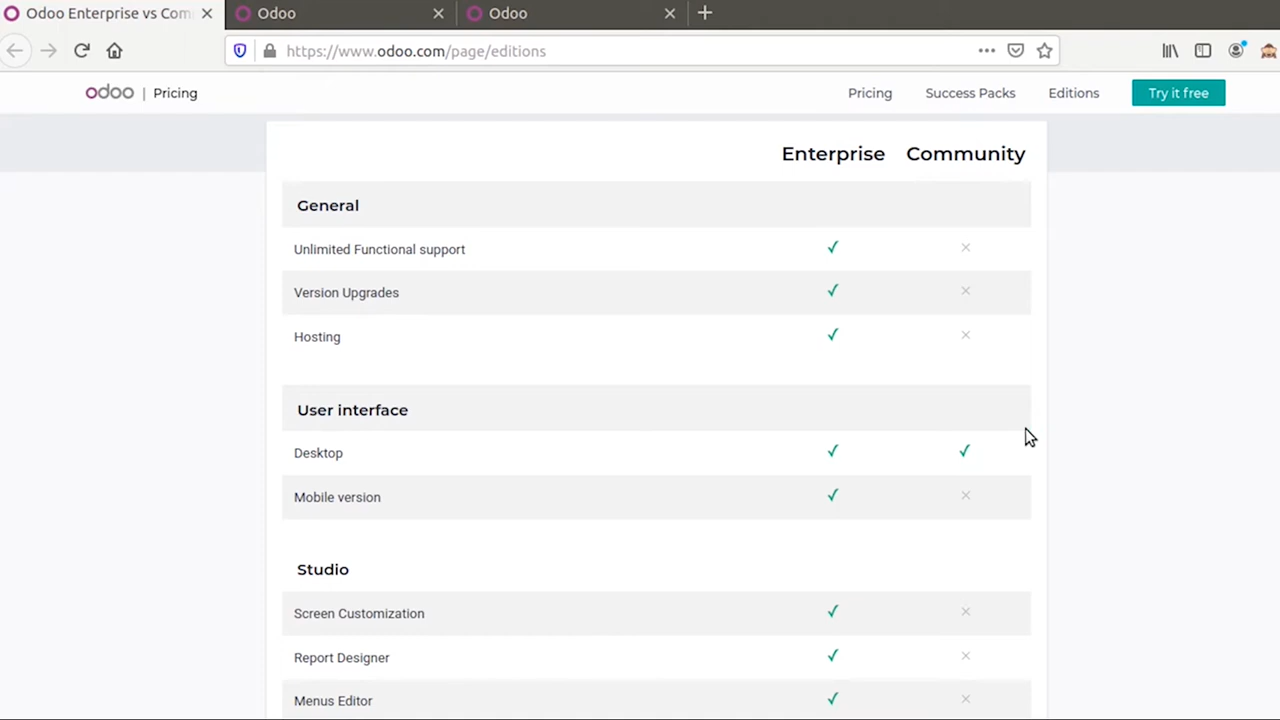 Odoo Enterprise vs Com
Odoo
Odoo
https://www.odoo.com/page/editions
odoo | Pricing
Pricing
Success Packs
Editions
Try it free
Enterprise Community
General
Unlimited Functional support ✓ ×
Version Upgrades ✓ ×
Hosting ✓ ×
User interface
Desktop ✓ ✓
Mobile version ✓ ×
Studio
Screen Customization ✓ ×
Report Designer ✓ ×
Menus Editor ✓ ×